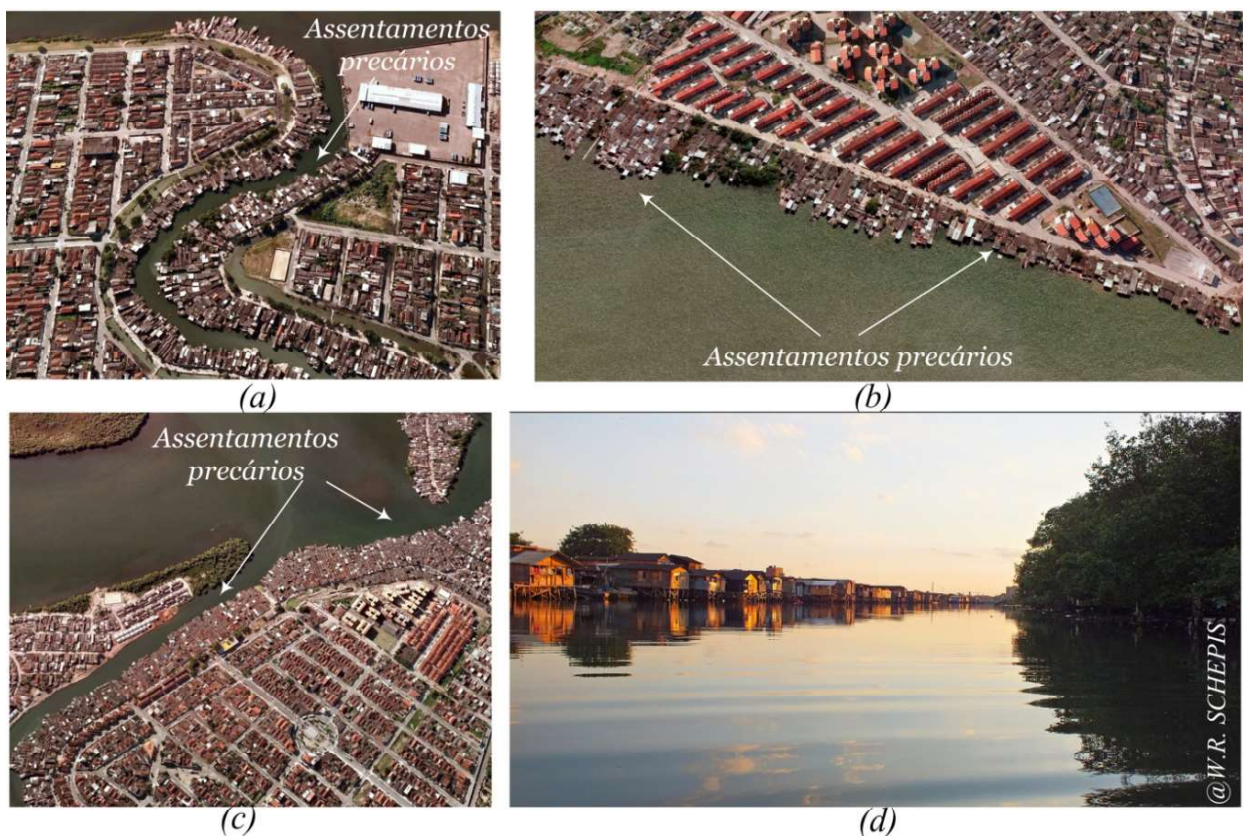 Assentamentos
precários
(a)
Assentamentos precários
(b)
Assentamentos
precários
(c)
@W.R. SCHEPIS
(d)